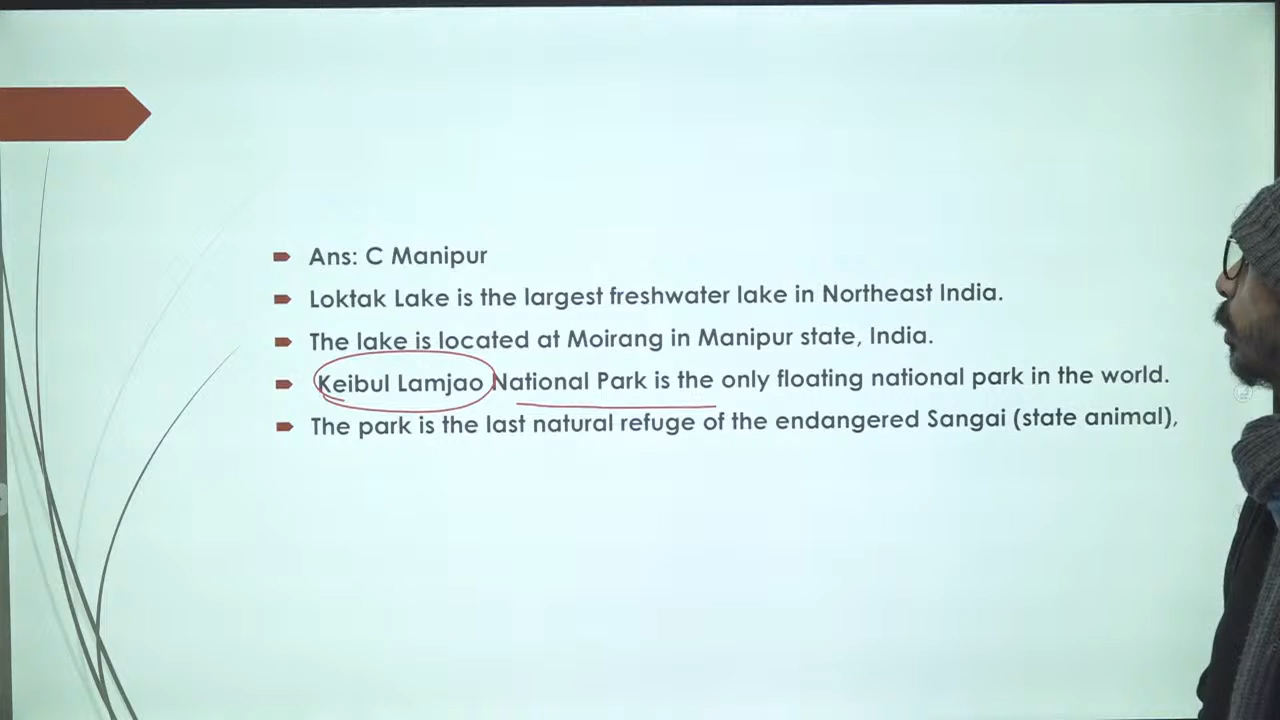 Ans: C Manipur
Loktak Lake is the largest freshwater lake in Northeast India.
The lake is located at Moirang in Manipur state, India.
Keibul Lamjao National Park is the only floating national park in the world.
The park is the last natural refuge of the endangered Sangai (state animal),